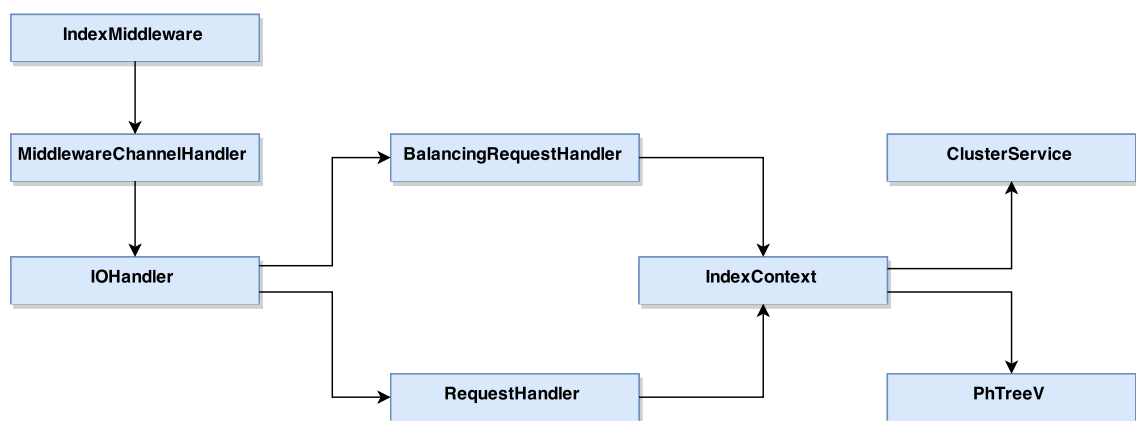 IndexMiddleware
MiddlewareChannelHandler
BalancingRequestHandler
ClusterService
IOHandler
IndexContext
RequestHandler
PhTreeV